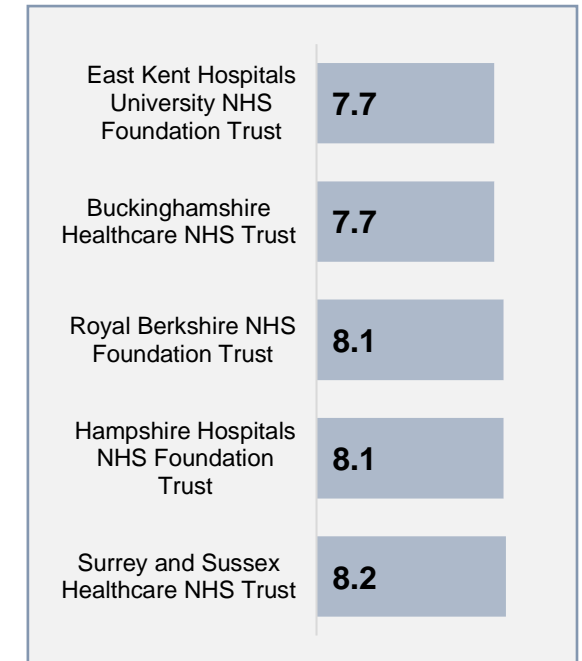 East Kent Hospitals
University NHS
Foundation Trust
7.7
Buckinghamshire
Healthcare NHS Trust
7.7
Royal Berkshire NHS
Foundation Trust
8.1
Hampshire Hospitals
NHS Foundation
Trust
8.1
Surrey and Sussex
Healthcare NHS Trust
8.2